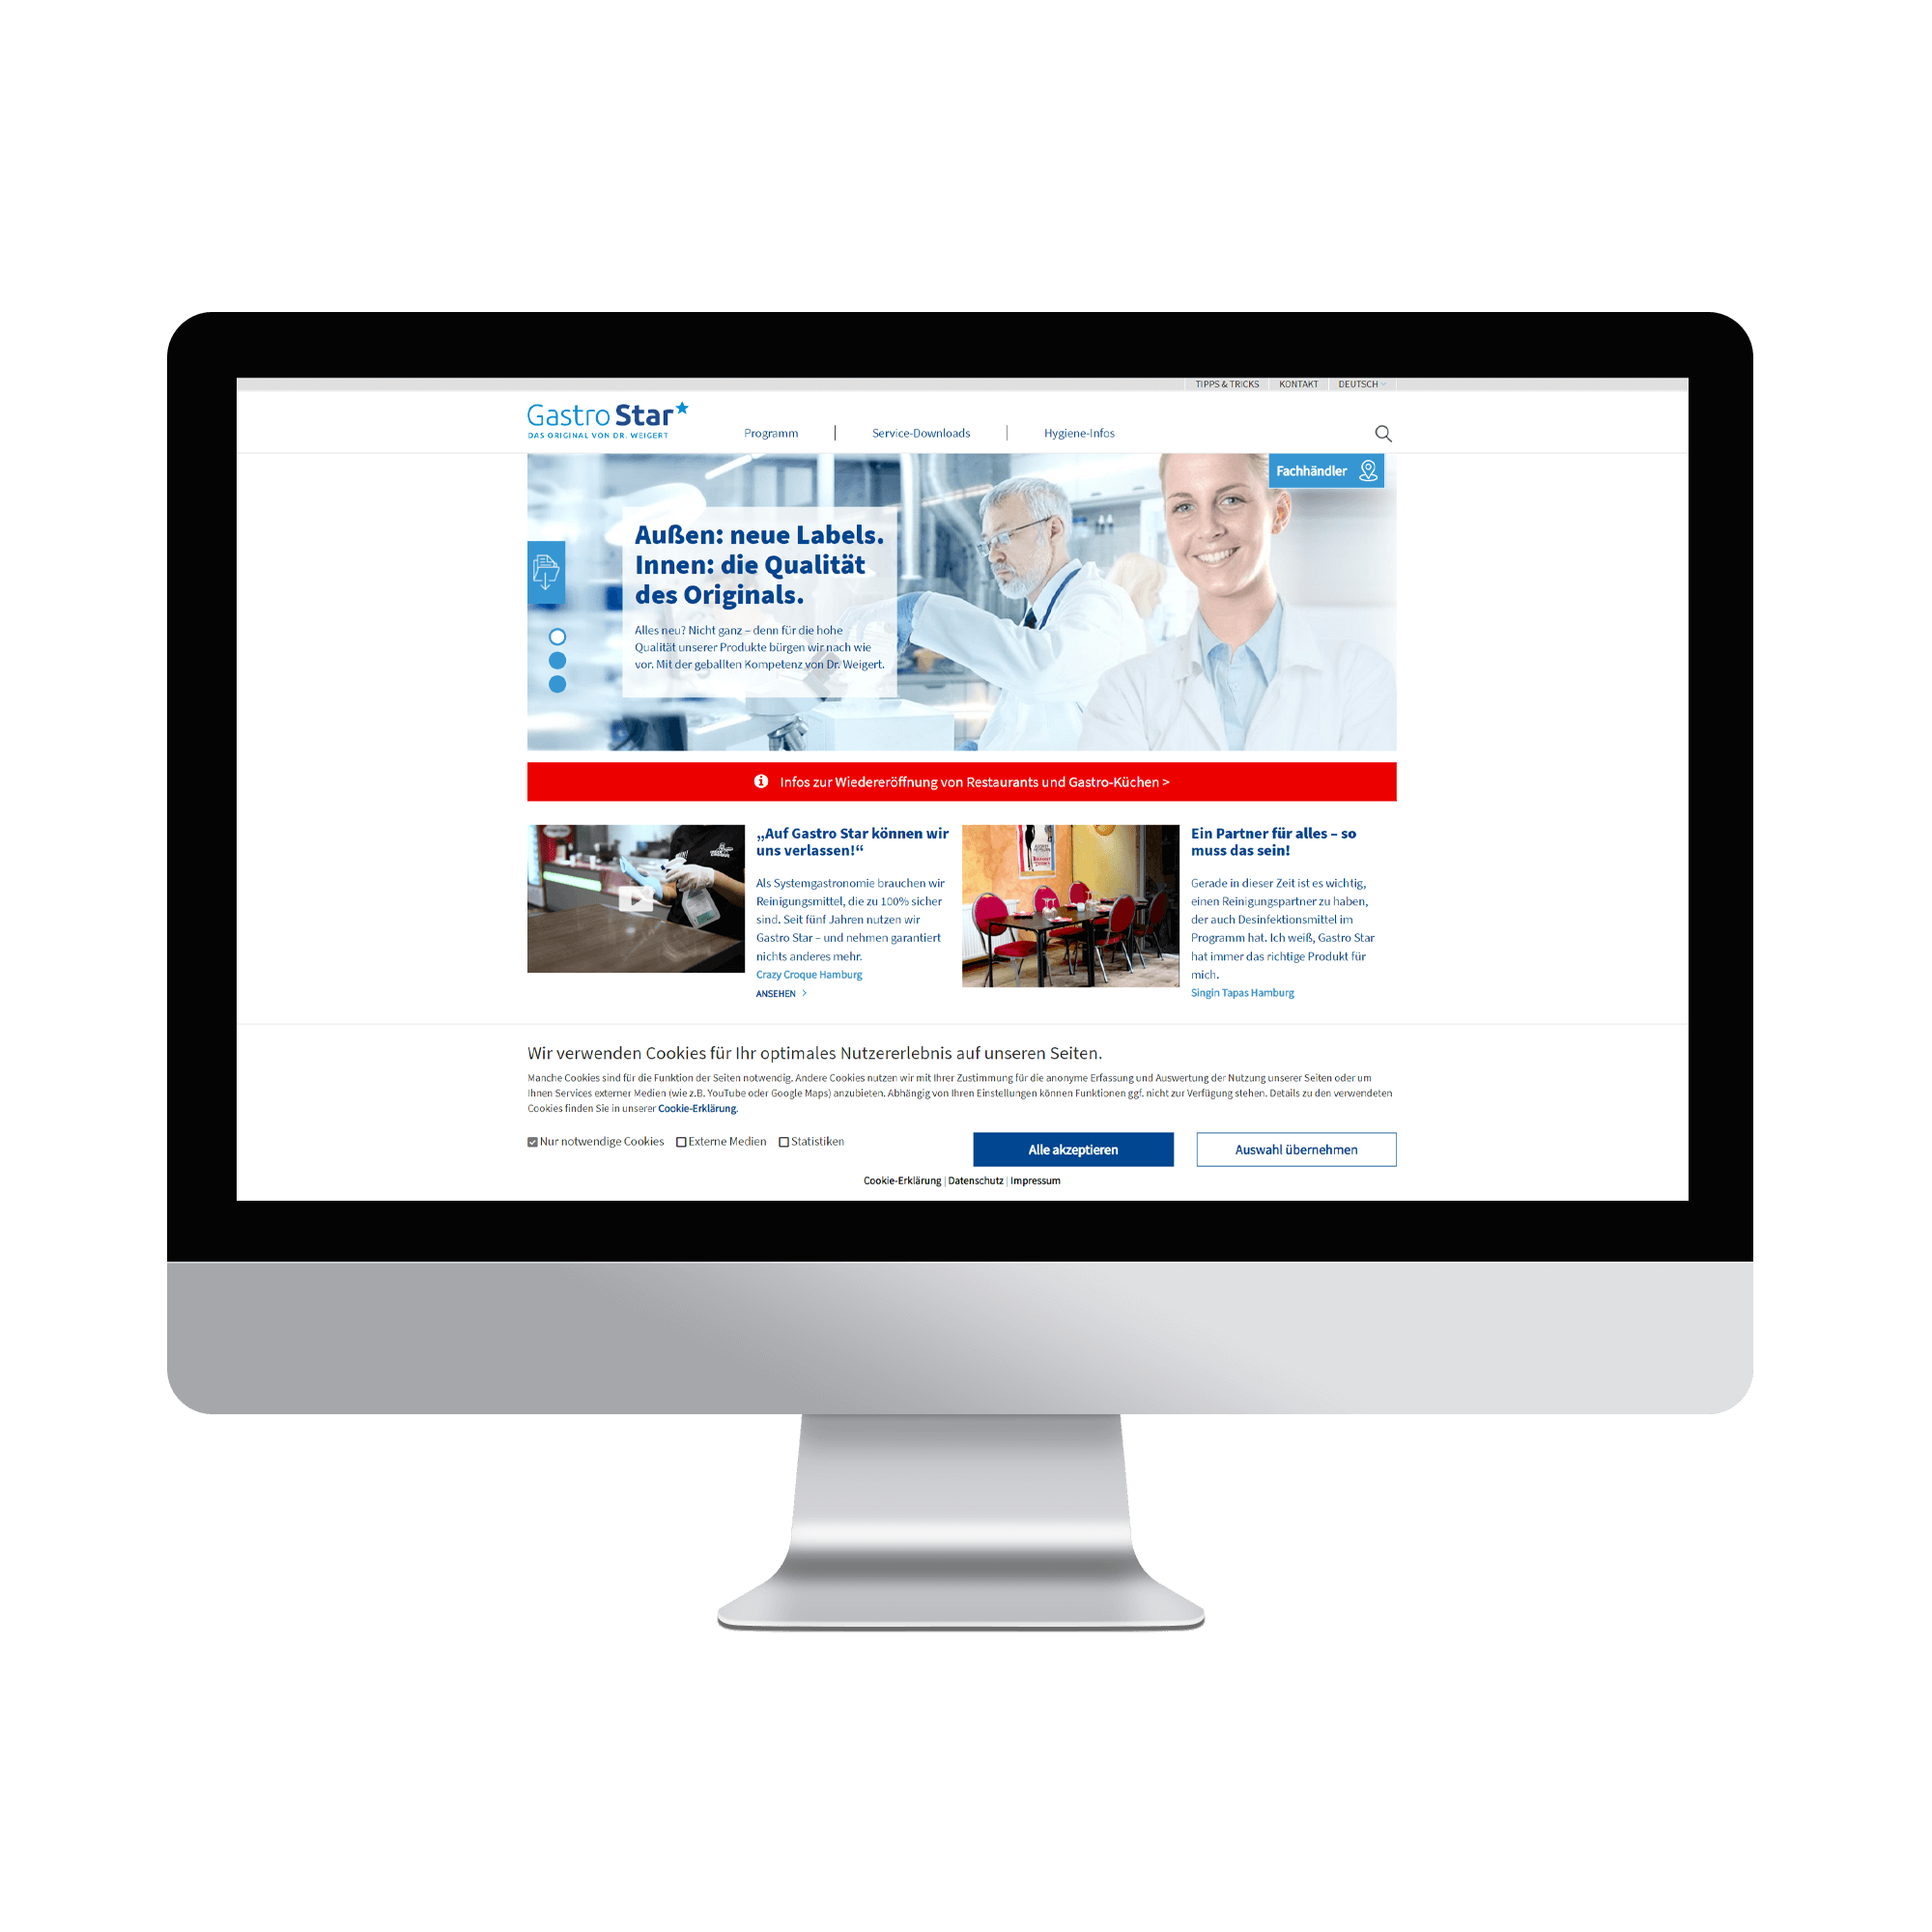 TIPPS & TRICKS KONTAKT DEUTSCH
Gastro Star
DAS ORIGINAL VON DR. WEIGERT
Programm Service-Downloads Hygiene-Infos
Fachhändler
Außen: neue Labels.
Innen: die Qualität
des Originals.
Alles neu? Nicht ganz – denn für die hohe
Qualität unserer Produkte bürgen wir nach wie
vor. Mit der geballten Kompetenz von Dr. Weigert.
Infos zur Wiedereröffnung von Restaurants und Gastro-Küchen >
„Auf Gastro Star können wir
uns verlassen!“
Als Systemgastronomie brauchen wir
Reinigungsmittel, die zu 100% sicher
sind. Seit fünf Jahren nutzen wir
Gastro Star – und nehmen garantiert
nichts anderes mehr.
Crazy Croque Hamburg
ANSEHEN >
Ein Partner für alles – so
muss das sein!
Gerade in dieser Zeit ist es wichtig,
einen Reinigungspartner zu haben,
der auch Desinfektionsmittel im
Programm hat. Ich weiß, Gastro Star
hat immer das richtige Produkt für
mich.
Singin Tapas Hamburg
Wir verwenden Cookies für Ihr optimales Nutzererlebnis auf unseren Seiten.
Manche Cookies sind für die Funktion der Seiten notwendig. Andere Cookies nutzen wir mit Ihrer Zustimmung für die anonyme Erfassung und Auswertung der Nutzung unserer Seiten oder um
Ihnen Services externer Medien (wie z.B. YouTube oder Google Maps) anzubieten. Abhängig von Ihren Einstellungen können Funktionen ggf. nicht zur Verfügung stehen. Details zu den verwendeten
Cookies finden Sie in unserer Cookie-Erklärung.
Nur notwendige Cookies Externe Medien Statistiken
Alle akzeptieren Auswahl übernehmen
Cookie-Erklärung | Datenschutz | Impressum